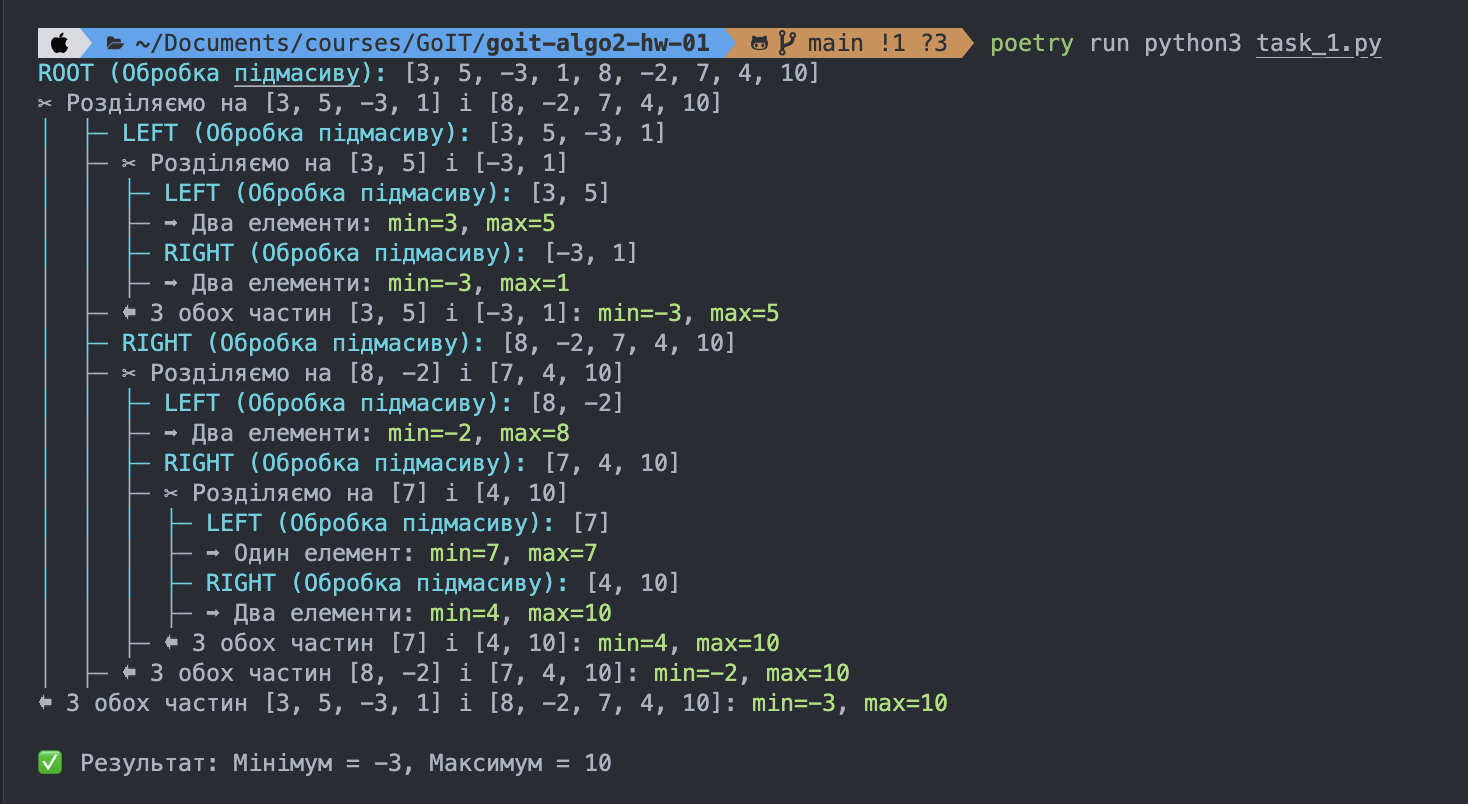 ~/Documents/courses/GoIT/goit-algo2-hw-01 main !1 ?3 poetry run python3 task_1.py
ROOT (Обробка підмасиву): [3, 5, -3, 1, 8, -2, 7, 4, 10]
✂ Розділяємо на [3, 5, -3, 1] і [8, -2, 7, 4, 10]
│  ├─ LEFT (Обробка підмасиву): [3, 5, -3, 1]
│  ├─ ✂ Розділяємо на [3, 5] і [-3, 1]
│  │  ├─ LEFT (Обробка підмасиву): [3, 5]
│  │  ├─ ➡ Два елементи: min=3, max=5
│  │  ├─ RIGHT (Обробка підмасиву): [-3, 1]
│  │  ├─ ➡ Два елементи: min=-3, max=1
│  ├─ ⬅ З обох частин [3, 5] і [-3, 1]: min=-3, max=5
│  ├─ RIGHT (Обробка підмасиву): [8, -2, 7, 4, 10]
│  ├─ ✂ Розділяємо на [8, -2] і [7, 4, 10]
│  │  ├─ LEFT (Обробка підмасиву): [8, -2]
│  │  ├─ ➡ Два елементи: min=-2, max=8
│  │  ├─ RIGHT (Обробка підмасиву): [7, 4, 10]
│  │  ├─ ✂ Розділяємо на [7] і [4, 10]
│  │  │  ├─ LEFT (Обробка підмасиву): [7]
│  │  │  ├─ ➡ Один елемент: min=7, max=7
│  │  │  ├─ RIGHT (Обробка підмасиву): [4, 10]
│  │  │  ├─ ➡ Два елементи: min=4, max=10
│  │  ├─ ⬅ З обох частин [7] і [4, 10]: min=4, max=10
│  ├─ ⬅ З обох частин [8, -2] і [7, 4, 10]: min=-2, max=10
⬅ З обох частин [3, 5, -3, 1] і [8, -2, 7, 4, 10]: min=-3, max=10
✅ Результат: Мінімум = -3, Максимум = 10